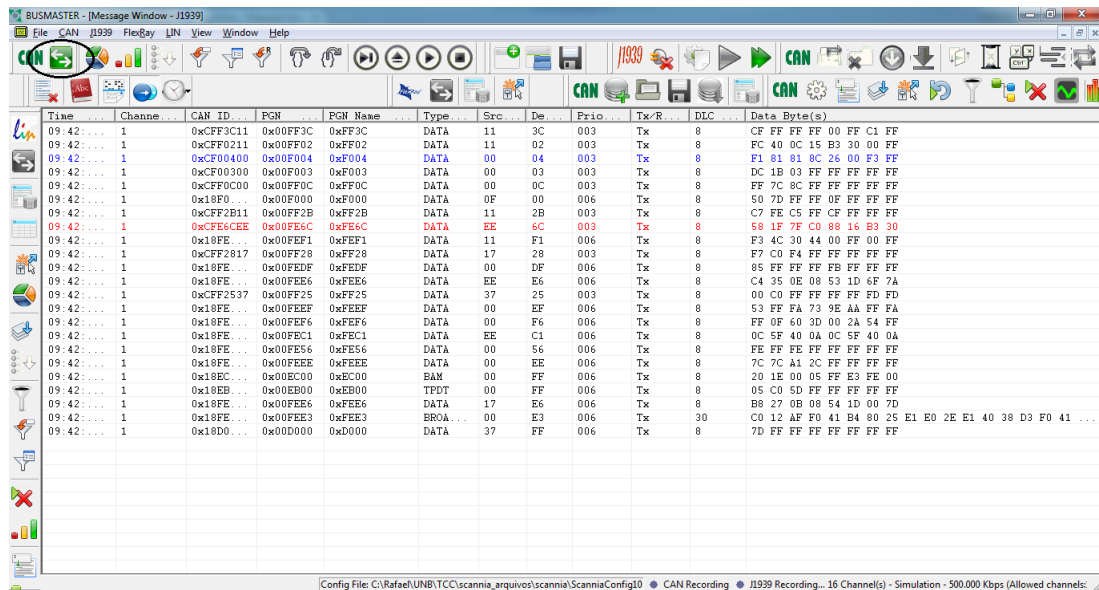 BUSMASTER - [Message Window - J1939]
File CAN J1939 FlexRay LIN View Window Help
CAN J1939 CAN
Abc CAN CAN
Time Channe... CAN ID... PGN ... PGN Name ... Type... Src... De... Prio... Tx/R... DLC ... Data Byte(s)
09:42:... 1 0xCFF3C11 0x00FF3C 0xFF3C DATA 11 3C 003 Tx 8 CF FF FF FF 00 FF C1 FF
09:42:... 1 0xCFF0211 0x00FF02 0xFF02 DATA 11 02 003 Tx 8 FC 40 0C 15 B3 30 00 FF
09:42:... 1 0xCF00400 0x00F004 0xF004 DATA 00 04 003 Tx 8 F1 81 81 8C 26 00 F3 FF
09:42:... 1 0xCF00300 0x00F003 0xF003 DATA 00 03 003 Tx 8 DC 1B 03 FF FF FF FF FF
09:42:... 1 0xCFF0C00 0x00FF0C 0xFF0C DATA 00 0C 003 Tx 8 FF 7C 8C FF FF FF FF FF
09:42:... 1 0x18F0... 0x00F000 0xF000 DATA 0F 00 006 Tx 8 50 7D FF FF 0F FF FF FF
09:42:... 1 0xCFF2B11 0x00FF2B 0xFF2B DATA 11 2B 003 Tx 8 C7 FE C5 FF CF FF FF FF
09:42:... 1 0xCFE6CEE 0x00FE6C 0xFE6C DATA EE 6C 003 Tx 8 58 1F 7F C0 88 16 B3 30
09:42:... 1 0x18FE... 0x00FEF1 0xFEF1 DATA 11 F1 006 Tx 8 F3 4C 30 44 00 FF 00 FF
09:42:... 1 0xCFF2817 0x00FF28 0xFF28 DATA 17 28 003 Tx 8 F7 C0 F4 FF FF FF FF FF
09:42:... 1 0x18FE... 0x00FEDF 0xFEDF DATA 00 DF 006 Tx 8 85 FF FF FF FB FF FF FF
09:42:... 1 0x18FE... 0x00FEE6 0xFEE6 DATA EE E6 006 Tx 8 C4 35 0E 08 53 1D 6F 7A
09:42:... 1 0xCFF2537 0x00FF25 0xFF25 DATA 37 25 003 Tx 8 00 C0 FF FF FF FF FD FD
09:42:... 1 0x18FE... 0x00FEEF 0xFEEF DATA 00 EF 006 Tx 8 53 FF FA 73 9E AA FF FA
09:42:... 1 0x18FE... 0x00FEF6 0xFEF6 DATA 00 F6 006 Tx 8 FF 0F 60 3D 00 2A 54 FF
09:42:... 1 0x18FE... 0x00FEC1 0xFEC1 DATA EE C1 006 Tx 8 0C 5F 40 0A 0C 5F 40 0A
09:42:... 1 0x18FE... 0x00FE56 0xFE56 DATA 00 56 006 Tx 8 FE FF FE FF FF FF FF FF
09:42:... 1 0x18FE... 0x00FEEE 0xFEEE DATA 00 EE 006 Tx 8 7C 7C A1 2C FF FF FF FF
09:42:... 1 0x18EC... 0x00EC00 0xEC00 BAM 00 FF 006 Tx 8 20 1E 00 05 FF E3 FE 00
09:42:... 1 0x18EB... 0x00EB00 0xEB00 TPDT 00 FF 006 Tx 8 05 C0 5D FF FF FF FF FF
09:42:... 1 0x18FE... 0x00FEE6 0xFEE6 DATA 17 E6 006 Tx 8 B8 27 0B 08 54 1D 00 7D
09:42:... 1 0x18FE... 0x00FEE3 0xFEE3 BROA... 00 E3 006 Tx 30 C0 12 AF F0 41 B4 80 25 E1 E0 2E E1 40 38 D3 F0 41 ...
09:42:... 1 0x18D0... 0x00D000 0xD000 DATA 37 FF 006 Tx 8 7D FF FF FF FF FF FF FF
lin
Config File: C:\Rafael\UNB\TCC\scannia_arquivos\scannia\ScanniaConfig10 CAN Recording J1939 Recording... 16 Channel(s) - Simulation - 500.000 Kbps (Allowed channels: